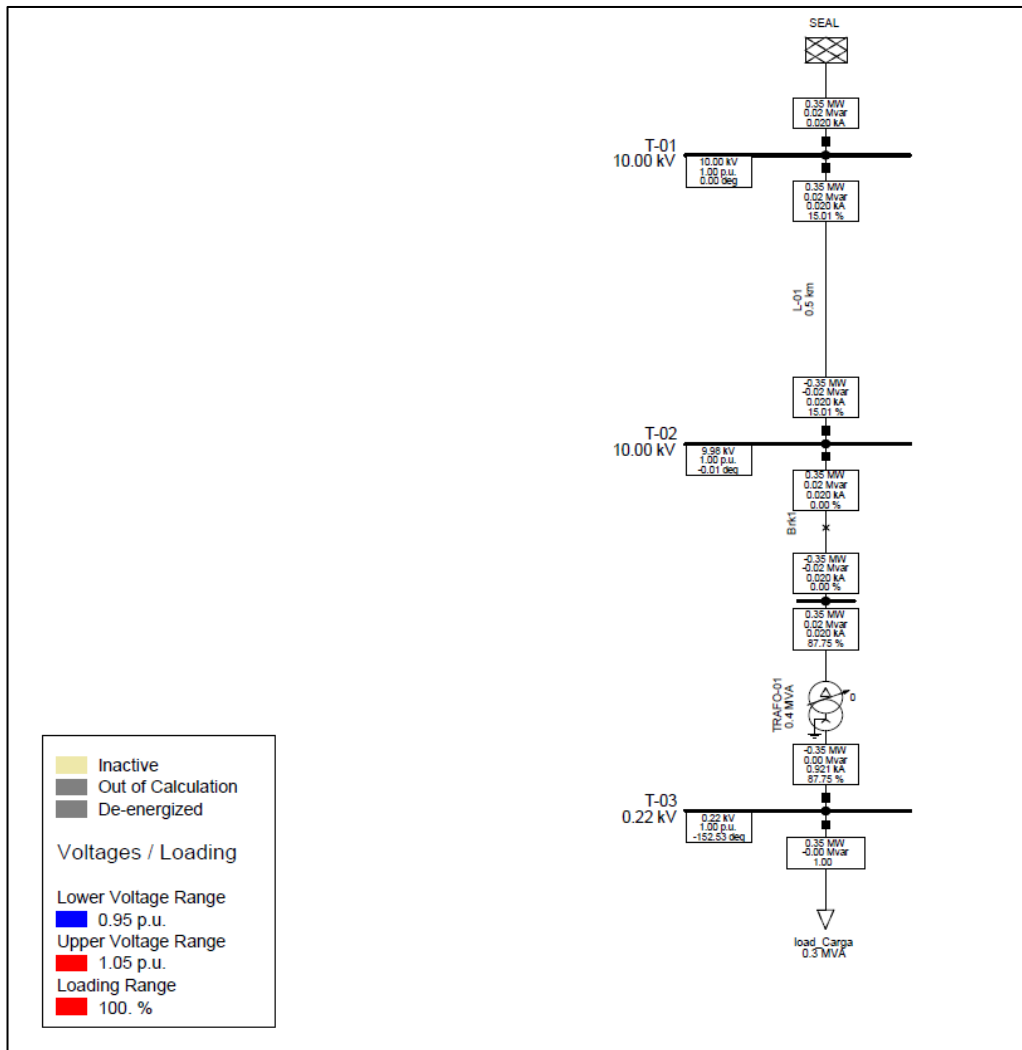 SEAL
0.35 MW
0.02 Mvar
0.020 kA
T-01
10.00 kV
10.00 kV
1.00 p.u.
0.00 deg
0.35 MW
0.02 Mvar
0.020 kA
15.01 %
L-01
0.5 km
-0.35 MW
-0.02 Mvar
0.020 kA
15.01 %
T-02
10.00 kV
9.98 kV
1.00 p.u.
-0.01 deg
0.35 MW
0.02 Mvar
0.020 kA
0.00 %
Brk1
-0.35 MW
-0.02 Mvar
0.020 kA
0.00 %
0.35 MW
0.02 Mvar
0.020 kA
87.75 %
TRAFO-01
0.4 MVA
0
-0.35 MW
0.00 Mvar
0.921 kA
87.75 %
T-03
0.22 kV
0.22 kV
1.00 p.u.
-152.53 deg
0.35 MW
-0.00 Mvar
1.00
load_Carga
0.3 MVA
Inactive
Out of Calculation
De-energized
Voltages / Loading
Lower Voltage Range
0.95 p.u.
Upper Voltage Range
1.05 p.u.
Loading Range
100. %